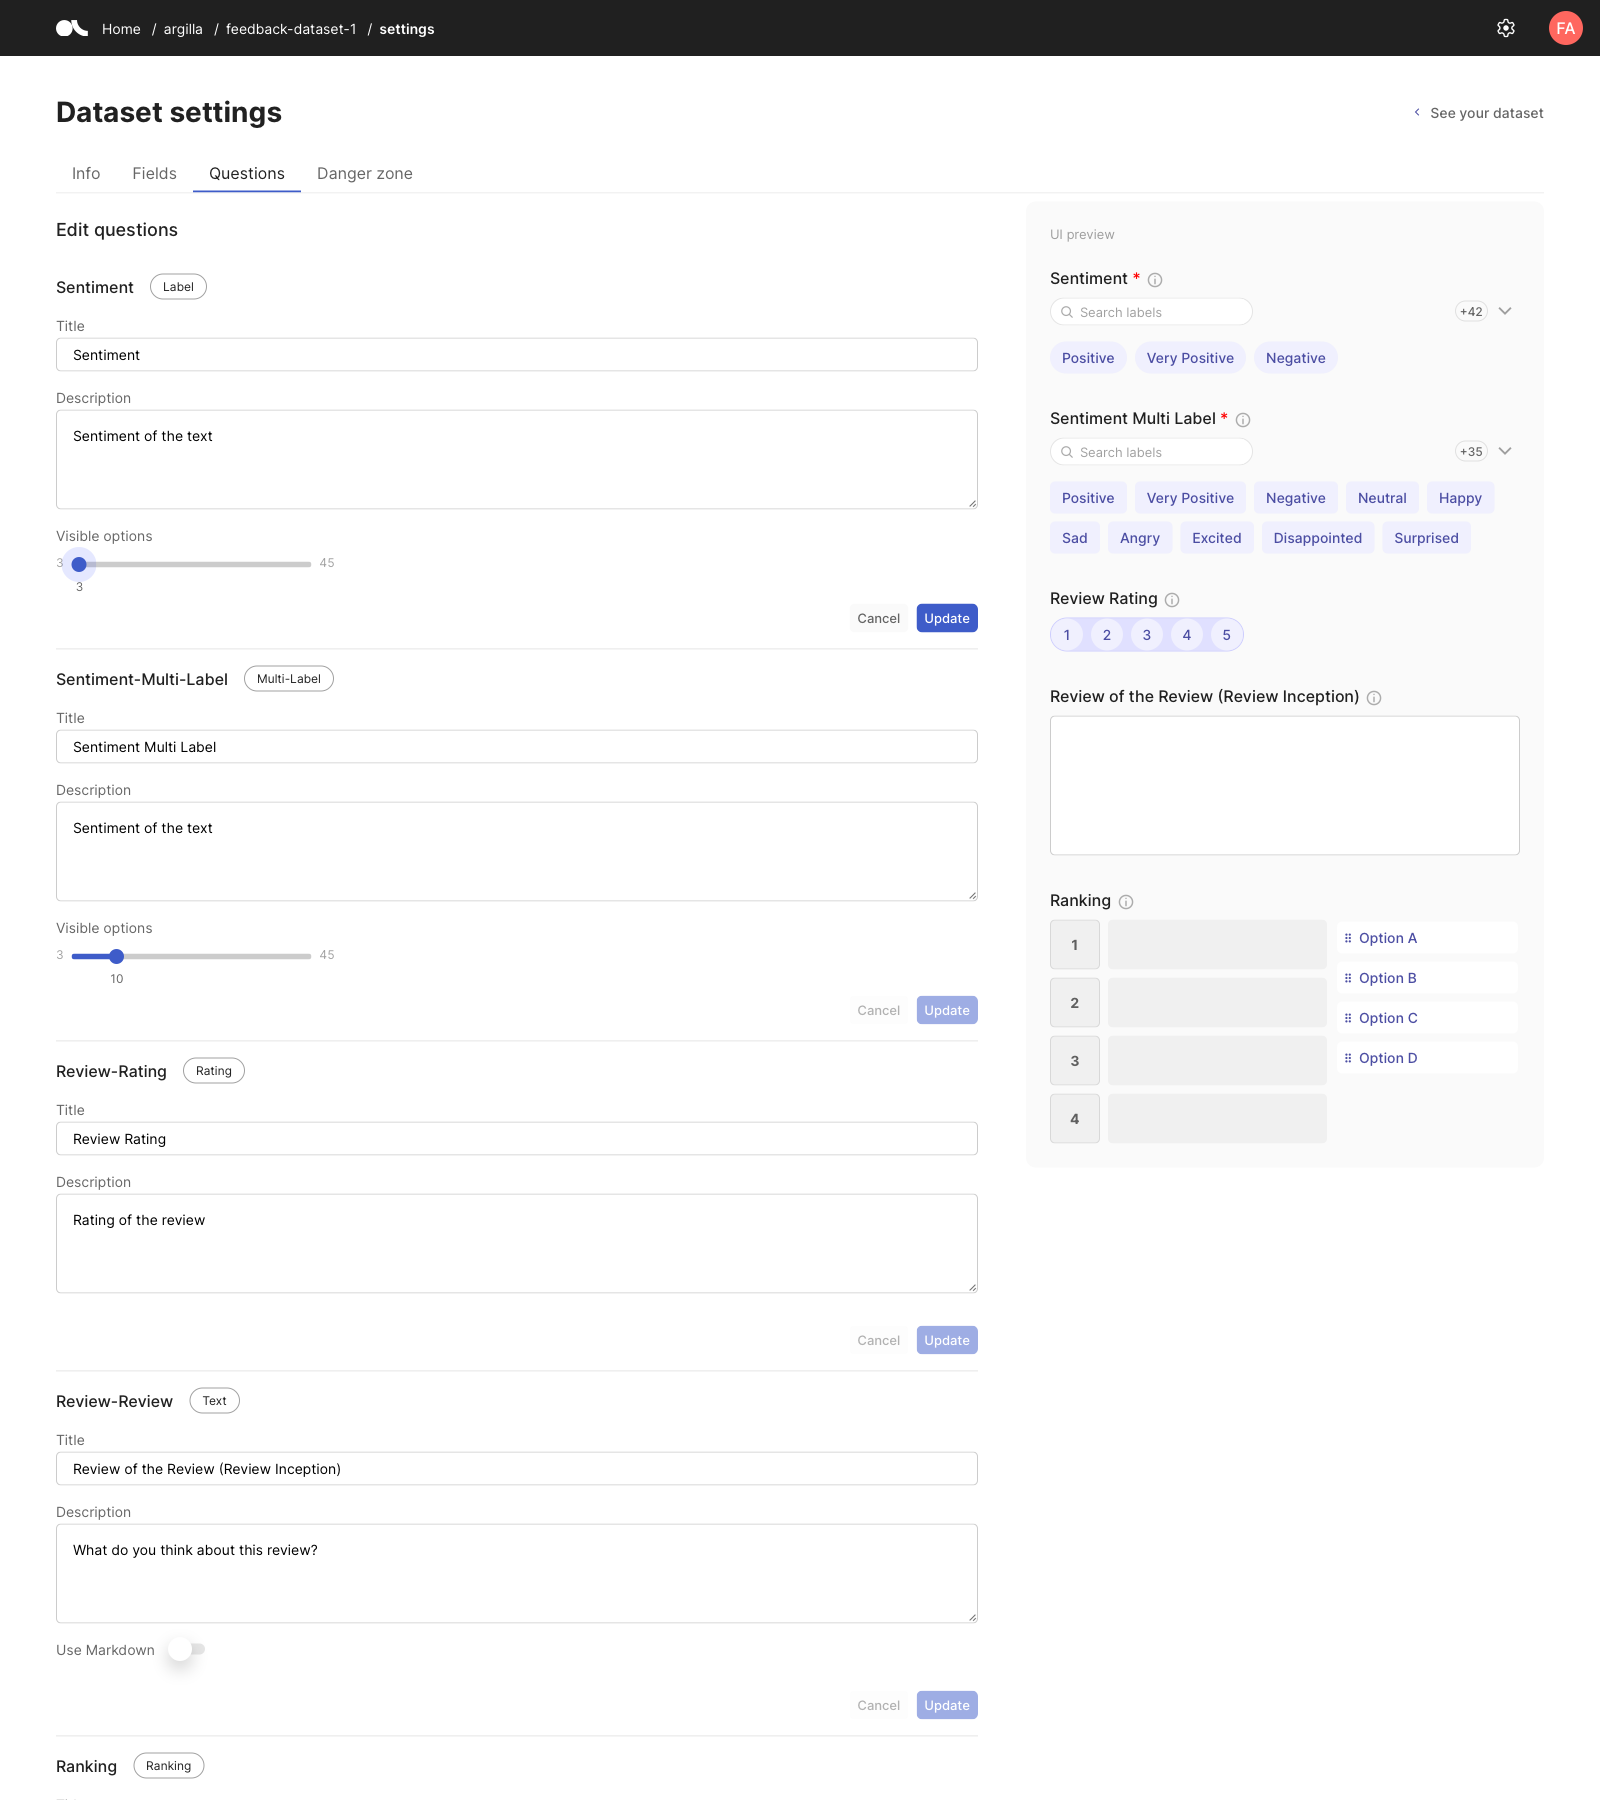 Home / argilla / feedback-dataset-1 / settings
FA
Dataset settings
See your dataset
Info Fields Questions Danger zone
Edit questions
Sentiment Label
Title
Sentiment
Description
Sentiment of the text
Visible options
3 45
3
Cancel Update
Sentiment-Multi-Label Multi-Label
Title
Sentiment Multi Label
Description
Sentiment of the text
Visible options
3 45
10
Cancel Update
Review-Rating Rating
Title
Review Rating
Description
Rating of the review
Cancel Update
Review-Review Text
Title
Review of the Review (Review Inception)
Description
What do you think about this review?
Use Markdown
Cancel Update
Ranking Ranking
UI preview
Sentiment *
Search labels +42
Positive Very Positive Negative
Sentiment Multi Label *
Search labels +35
Positive Very Positive Negative Neutral Happy
Sad Angry Excited Disappointed Surprised
Review Rating
1 2 3 4 5
Review of the Review (Review Inception)
Ranking
1 Option A
2 Option B
3 Option C
4 Option D